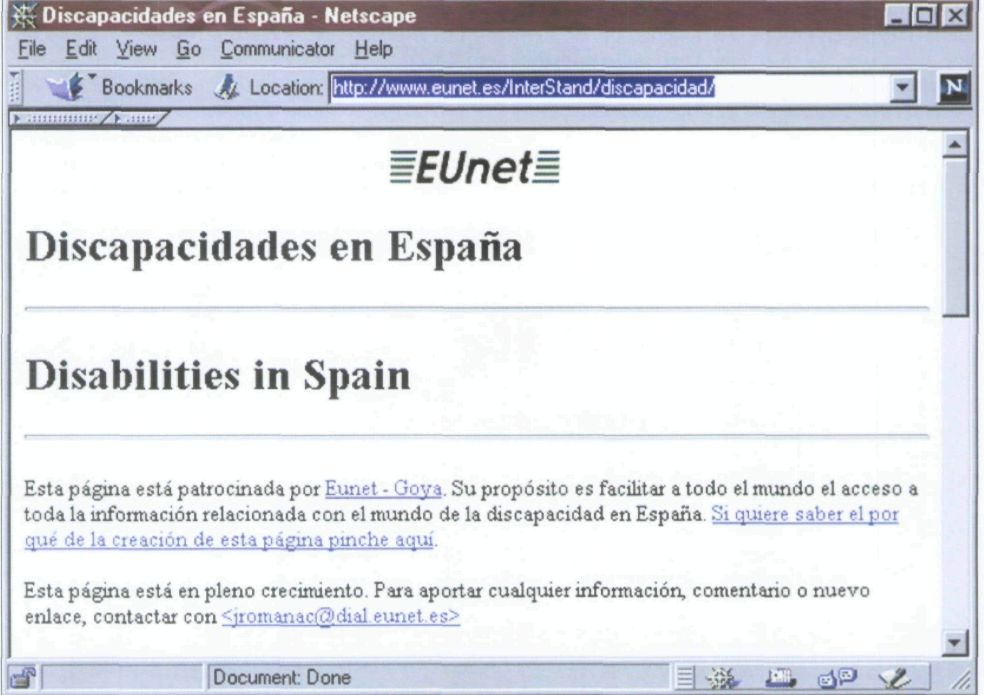 Discapacidades en España - Netscape
File Edit View Go Communicator Help
Bookmarks Location: http://www.eunet.es/InterStand/discapacidad/
N
EUnet
Discapacidades en España
Disabilities in Spain
Esta página está patrocinada por Eunet - Goya. Su propósito es facilitar a todo el mundo el acceso a
toda la información relacionada con el mundo de la discapacidad en España. Si quiere saber el por
qué de la creación de esta página pinche aquí.
Esta página está en pleno crecimiento. Para aportar cualquier información, comentario o nuevo
enlace, contactar con <jromanac@dial.eunet.es>
Document: Done